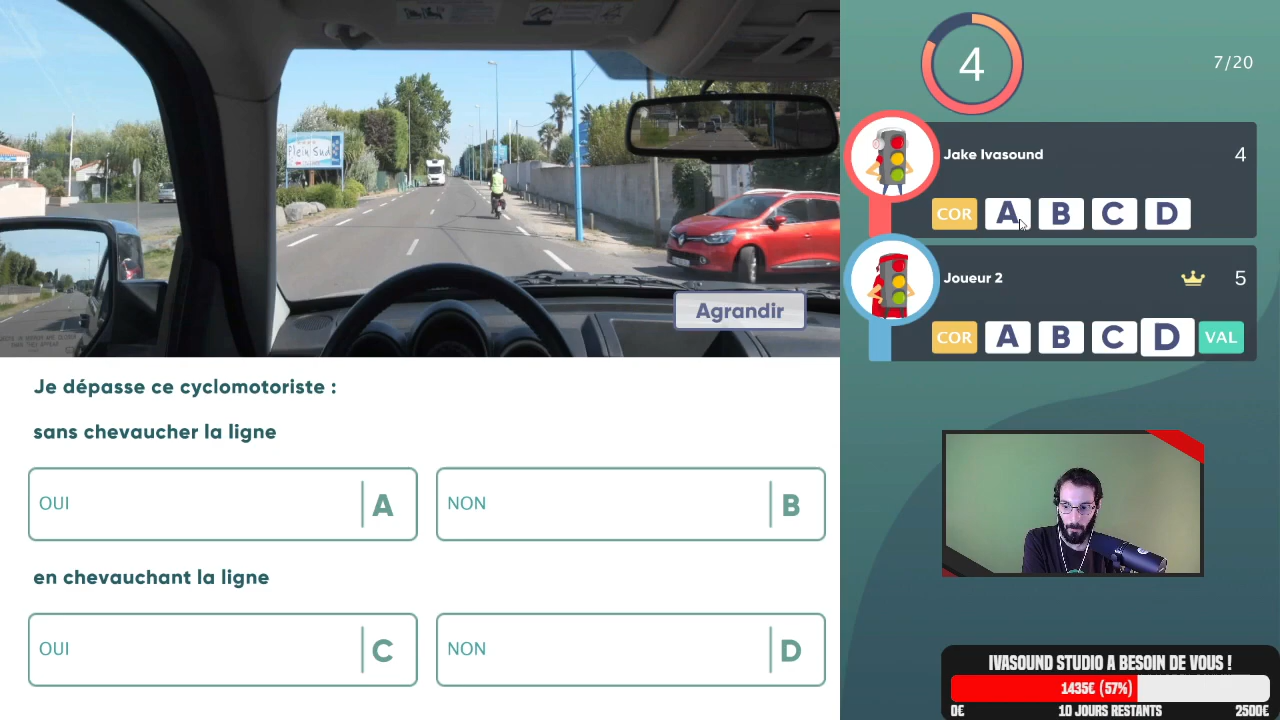 Plein Sud
Agrandir
Je dépasse ce cyclomotoriste :
sans chevaucher la ligne
OUI
A
NON
B
en chevauchant la ligne
OUI
C
NON
D
4
7/20
Jake Ivasound
4
COR
A
B
C
D
Joueur 2
5
COR
A
B
C
D
VAL
IVASOUND STUDIO A BESOIN DE VOUS !
1435€ (57%)
0€
10 JOURS RESTANTS
2500€